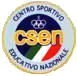 CENTRO SPORTIVO
csen
EDUCATIVO NAZIONALE